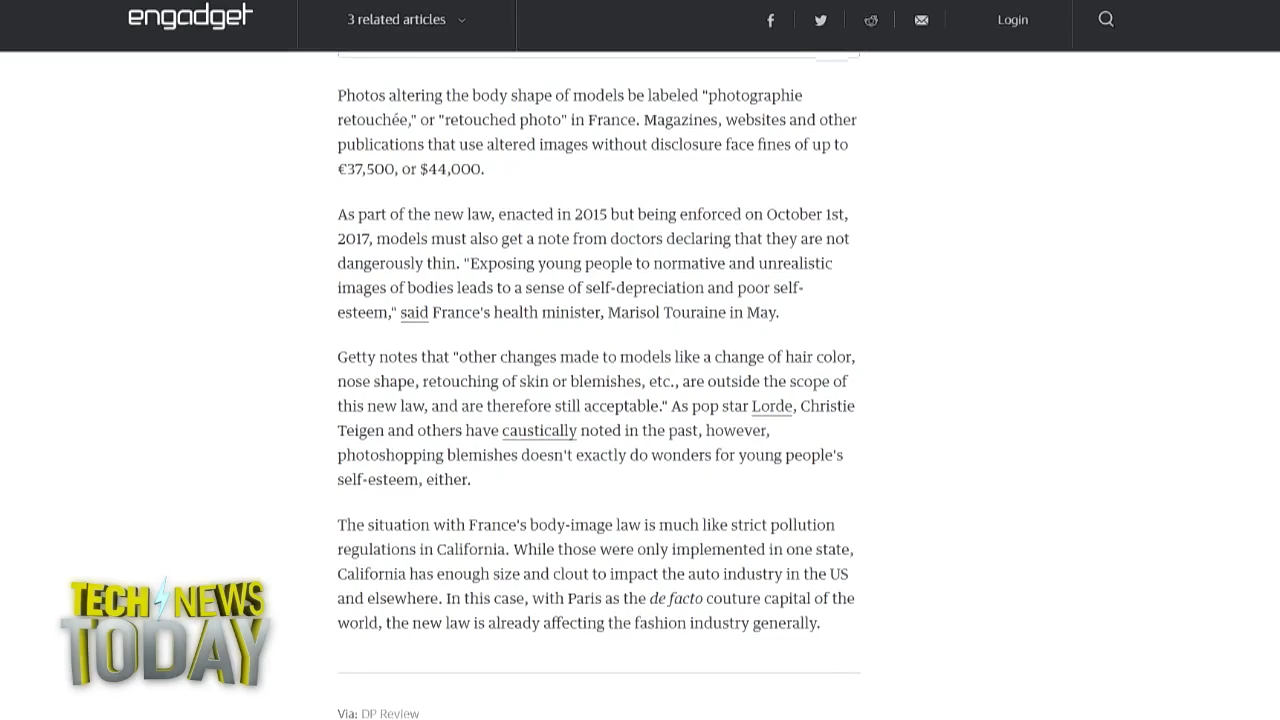 engadget
3 related articles
Login
Photos altering the body shape of models be labeled "photographie
retouchée," or "retouched photo" in France. Magazines, websites and other
publications that use altered images without disclosure face fines of up to
€37,500, or $44,000.
As part of the new law, enacted in 2015 but being enforced on October 1st,
2017, models must also get a note from doctors declaring that they are not
dangerously thin. "Exposing young people to normative and unrealistic
images of bodies leads to a sense of self-depreciation and poor self-
esteem," said France's health minister, Marisol Touraine in May.
Getty notes that "other changes made to models like a change of hair color,
nose shape, retouching of skin or blemishes, etc., are outside the scope of
this new law, and are therefore still acceptable." As pop star Lorde, Christie
Teigen and others have caustically noted in the past, however,
photoshopping blemishes doesn't exactly do wonders for young people's
self-esteem, either.
The situation with France's body-image law is much like strict pollution
regulations in California. While those were only implemented in one state,
California has enough size and clout to impact the auto industry in the US
and elsewhere. In this case, with Paris as the de facto couture capital of the
world, the new law is already affecting the fashion industry generally.
TECH NEWS
TODAY
Via: DP Review